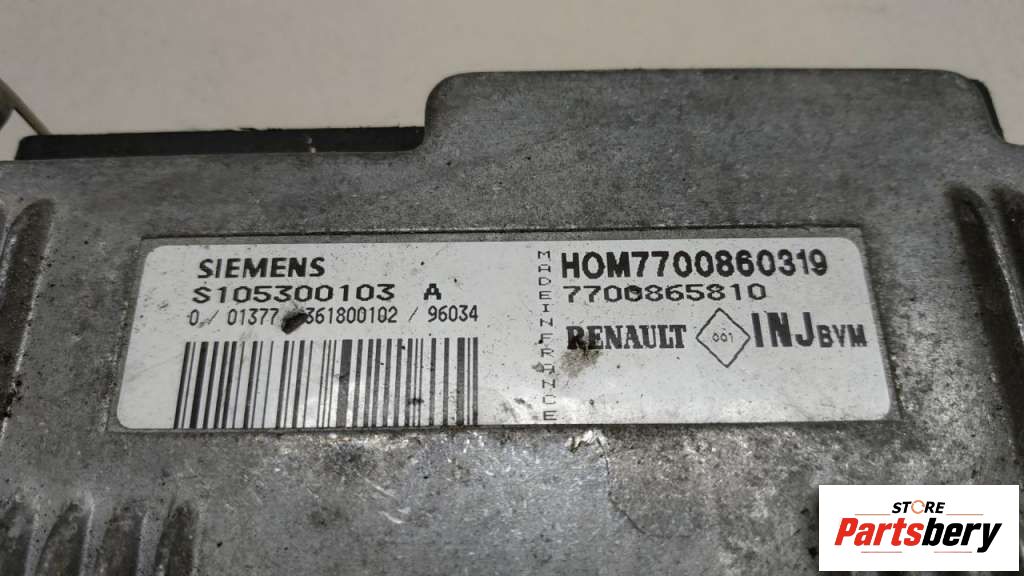 SIEMENS
S105300103 A
0 / 01377 361800102 / 96034
MADE IN FRANCE
HOM7700860319
7700865810
RENAULT 001 INJ BVM
STORE
Partsbery